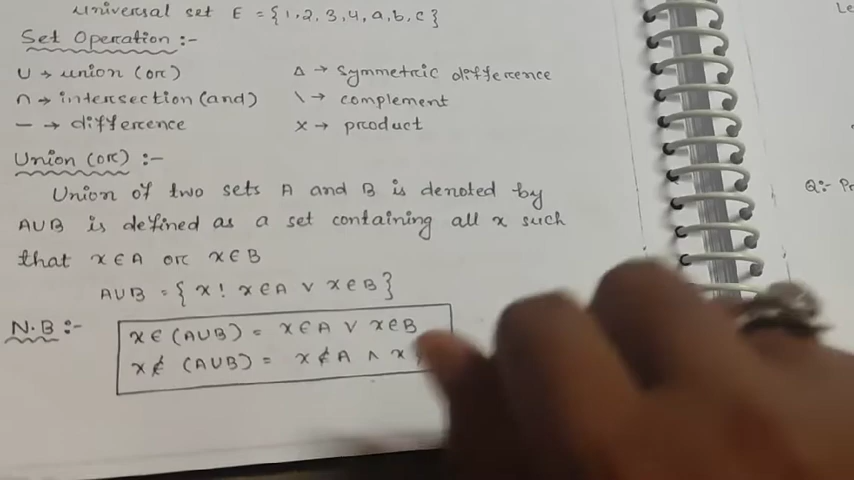 Universal set E = {1, 2, 3, 4, a, b, c}
Set Operation :-
∪ → union (or)
∆ → symmetric difference
∩ → intersection (and)
\ → complement
— → difference
× → product
Union (or) :-
Union of two sets A and B is denoted by
A∪B is defined as a set containing all x such
that x∈A or x∈B
A∪B = { x ! x∈A ∨ x∈B }
N.B :-
x∈ (A∪B) = x∈A ∨ x∈B
x∉ (A∪B) = x∉A ∧ x
Le
Q:- Pr